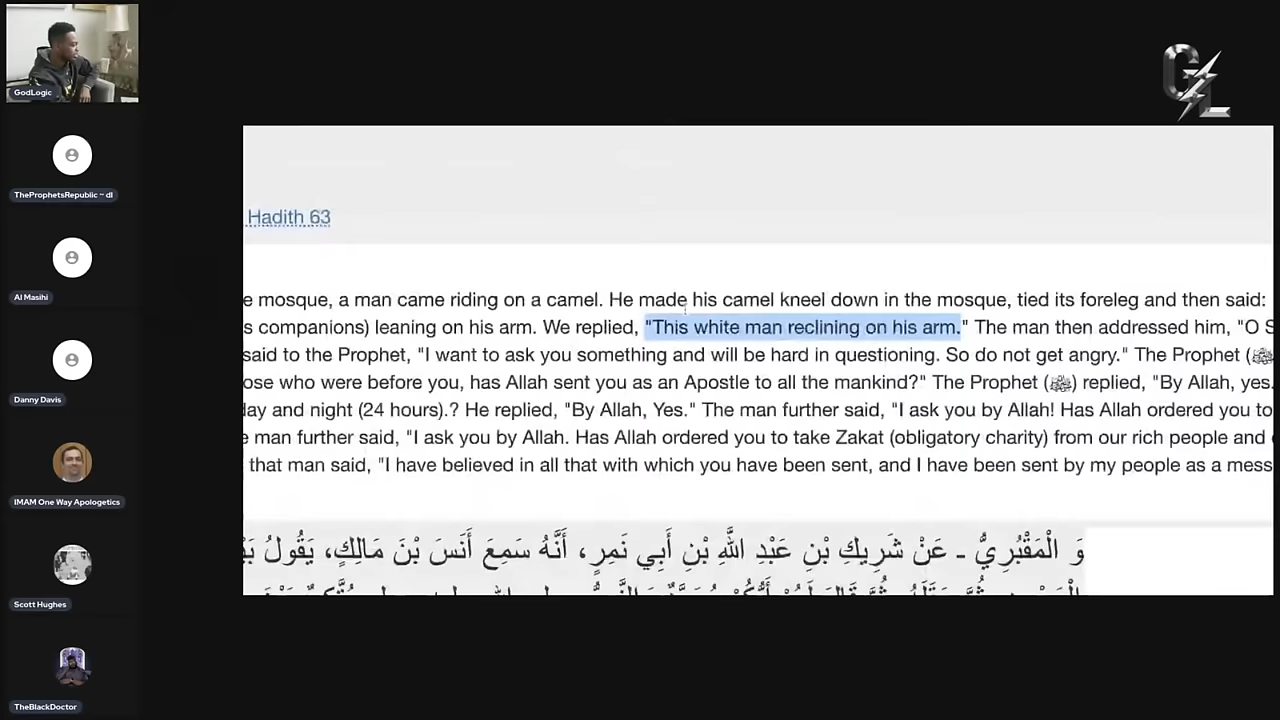 GodLogic
GL
TheProphetsRepublic ~ dl
Al Masihi
Danny Davis
IMAM One Way Apologetics
Scott Hughes
TheBlackDoctor
Hadith 63
e mosque, a man came riding on a camel. He made his camel kneel down in the mosque, tied its foreleg and then said:
s companions) leaning on his arm. We replied, "This white man reclining on his arm." The man then addressed him, "O S
said to the Prophet, "I want to ask you something and will be hard in questioning. So do not get angry." The Prophet (ﷺ
ose who were before you, has Allah sent you as an Apostle to all the mankind?" The Prophet (ﷺ) replied, "By Allah, yes.
day and night (24 hours).? He replied, "By Allah, Yes." The man further said, "I ask you by Allah! Has Allah ordered you to
e man further said, "I ask you by Allah. Has Allah ordered you to take Zakat (obligatory charity) from our rich people and
that man said, "I have believed in all that with which you have been sent, and I have been sent by my people as a mess
وَ الْمَقْبُرِيُّ ـ عَنْ شَرِيكِ بْنِ عَبْدِ اللَّهِ بْنِ أَبِي نَمِرٍ، أَنَّهُ سَمِعَ أَنَسَ بْنَ مَالِكٍ، يَقُولُ